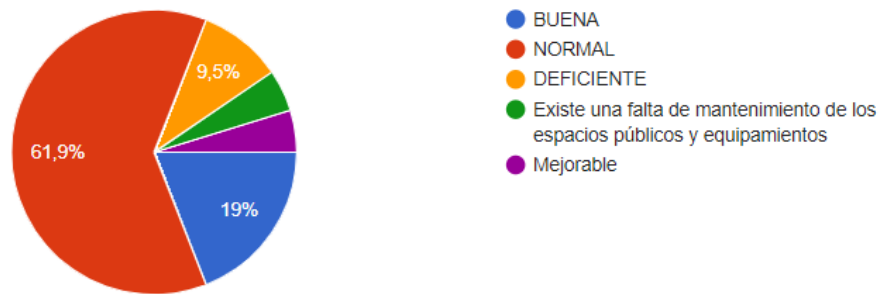 9,5%
61,9%
19%
BUENA
NORMAL
DEFICIENTE
Existe una falta de mantenimiento de los
espacios públicos y equipamientos
Mejorable